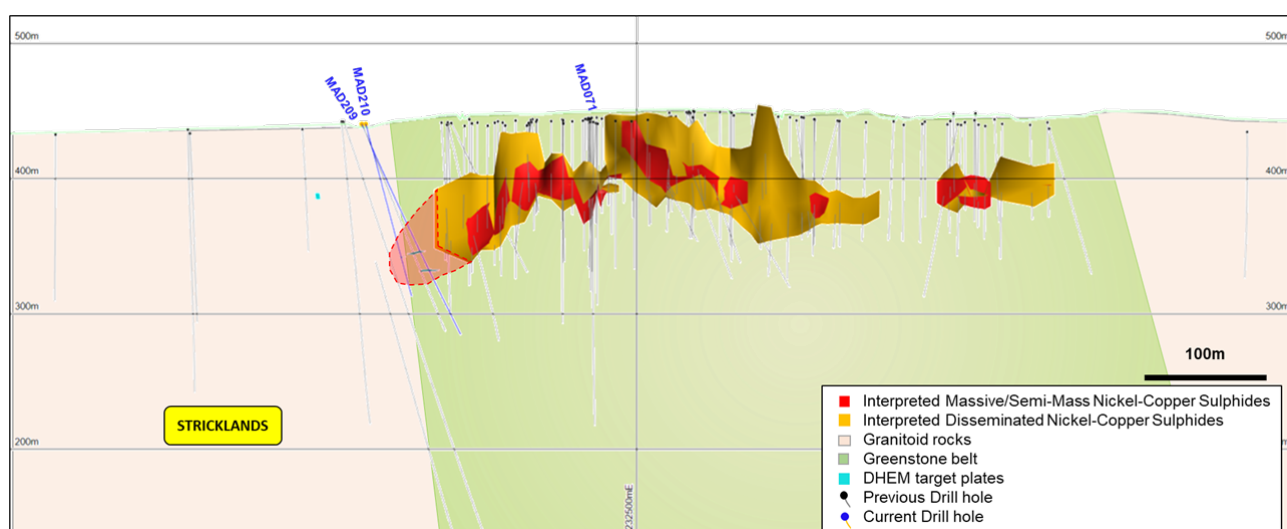 500m
500m
MAD209
MAD210
MAD071
400m
400m
300m
300m
100m
STRICKLANDS
200m
232500mE
Interpreted Massive/Semi-Mass Nickel-Copper Sulphides
Interpreted Disseminated Nickel-Copper Sulphides
Granitoid rocks
Greenstone belt
DHEM target plates
Previous Drill hole
Current Drill hole